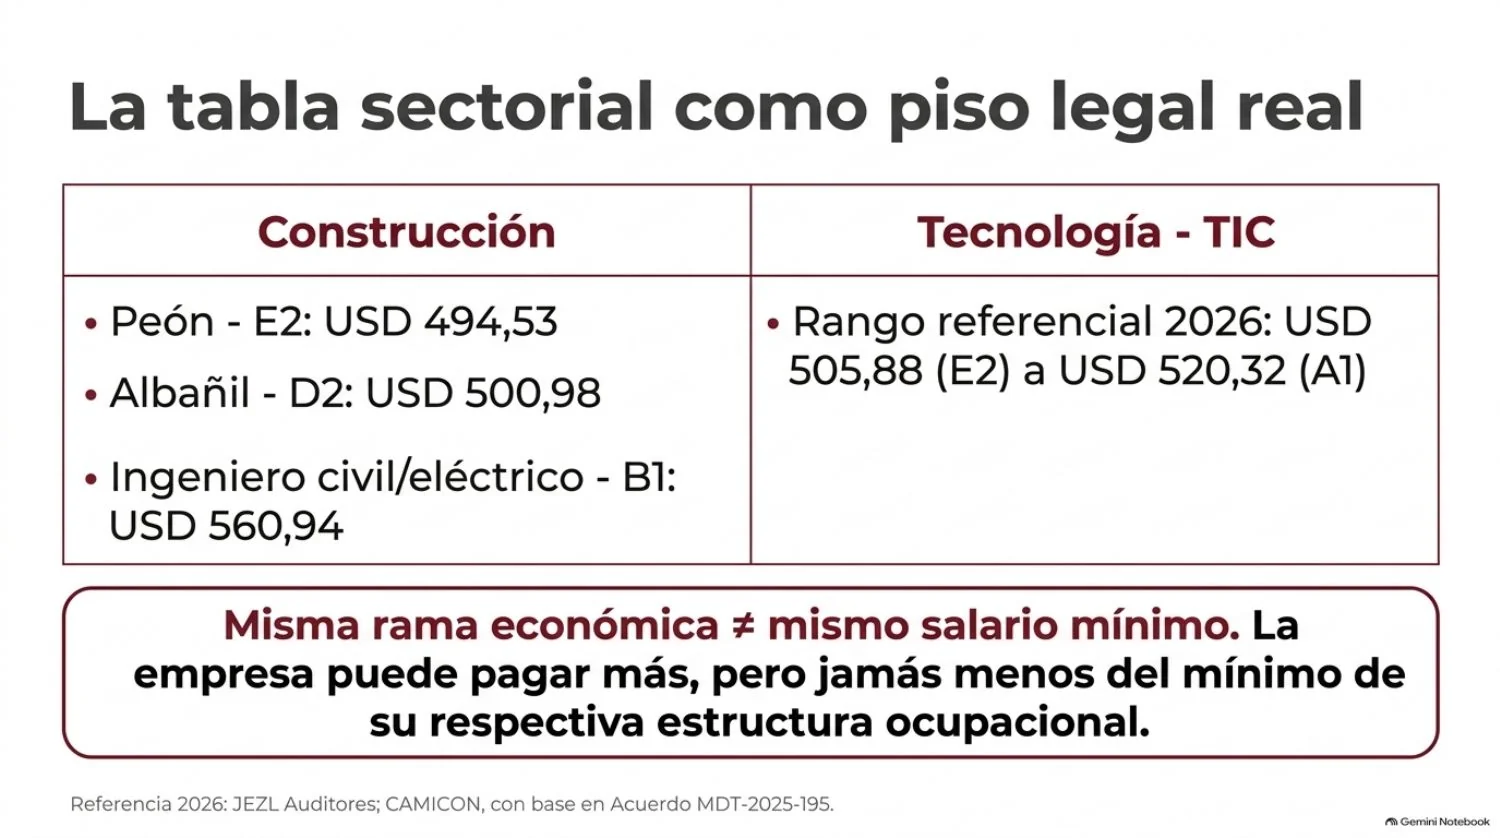 La tabla sectorial como piso legal real
Construcción
• Peón - E2: USD 494,53
• Albañil - D2: USD 500,98
• Ingeniero civil/eléctrico - B1:
USD 560,94
Tecnología - TIC
• Rango referencial 2026: USD
505,88 (E2) a USD 520,32 (A1)
Misma rama económica ≠ mismo salario mínimo. La
empresa puede pagar más, pero jamás menos del mínimo de
su respectiva estructura ocupacional.
Referencia 2026: JEZL Auditores; CAMICON, con base en Acuerdo MDT-2025-195.
Gemini Notebook